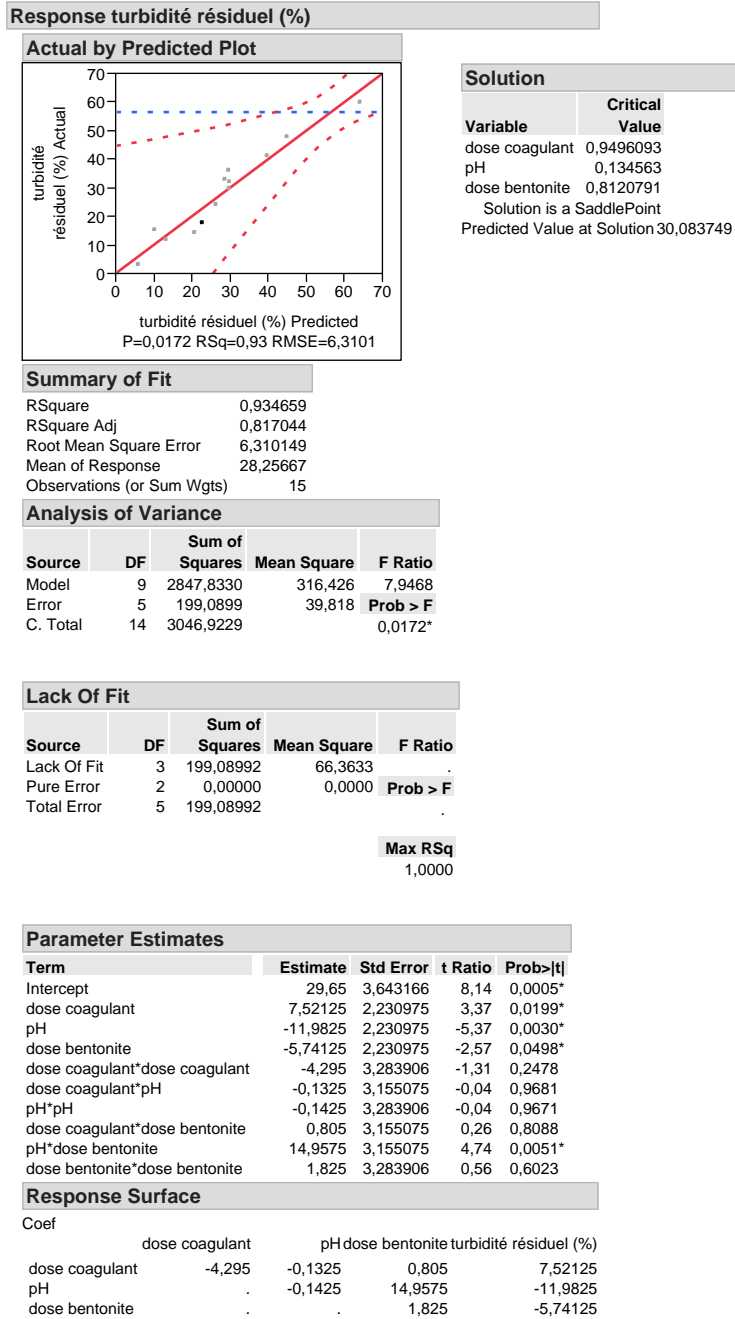 Response turbidité résiduel (%)
Actual by Predicted Plot
70
60
50
40
30
20
10
0
turbidité
résiduel (%) Actual
0 10 20 30 40 50 60 70
turbidité résiduel (%) Predicted
P=0,0172 RSq=0,93 RMSE=6,3101
Solution
Critical
Variable Value
dose coagulant 0,9496093
pH 0,134563
dose bentonite 0,8120791
Solution is a SaddlePoint
Predicted Value at Solution 30,083749
Summary of Fit
RSquare 0,934659
RSquare Adj 0,817044
Root Mean Square Error 6,310149
Mean of Response 28,25667
Observations (or Sum Wgts) 15
Analysis of Variance
Sum of
Source DF Squares Mean Square F Ratio
Model 9 2847,8330 316,426 7,9468
Error 5 199,0899 39,818 Prob > F
C. Total 14 3046,9229 0,0172*
Lack Of Fit
Sum of
Source DF Squares Mean Square F Ratio
Lack Of Fit 3 199,08992 66,3633 .
Pure Error 2 0,00000 0,0000 Prob > F
Total Error 5 199,08992 .
Max RSq
1,0000
Parameter Estimates
Term Estimate Std Error t Ratio Prob>|t|
Intercept 29,65 3,643166 8,14 0,0005*
dose coagulant 7,52125 2,230975 3,37 0,0199*
pH -11,9825 2,230975 -5,37 0,0030*
dose bentonite -5,74125 2,230975 -2,57 0,0498*
dose coagulant*dose coagulant -4,295 3,283906 -1,31 0,2478
dose coagulant*pH -0,1325 3,155075 -0,04 0,9681
pH*pH -0,1425 3,283906 -0,04 0,9671
dose coagulant*dose bentonite 0,805 3,155075 0,26 0,8088
pH*dose bentonite 14,9575 3,155075 4,74 0,0051*
dose bentonite*dose bentonite 1,825 3,283906 0,56 0,6023
Response Surface
Coef
dose coagulant pH dose bentonite turbidité résiduel (%)
dose coagulant -4,295 -0,1325 0,805 7,52125
pH . -0,1425 14,9575 -11,9825
dose bentonite . . 1,825 -5,74125